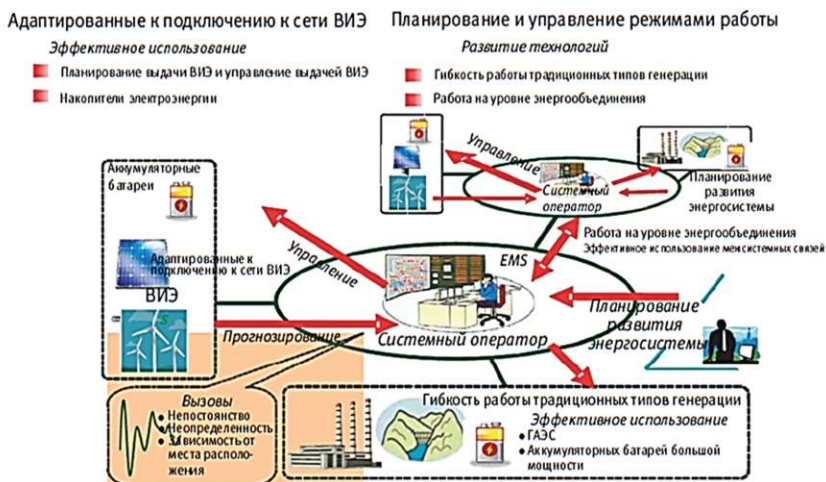 Адаптированные к подключению к сети ВИЭ
Эффективное использование
Планирование выдачи ВИЭ и управление выдачей ВИЭ
Накопители электроэнергии
Планирование и управление режимами работы
Развитие технологий
Гибкость работы традиционных типов генерации
Работа на уровне энергообъединения
Управление
Системный
оператор
Планирование
развития
энергосистемы
Аккумуляторные
батареи
Адаптированные к
подключению к сети ВИЭ
ВИЭ
Управление
Прогнозирование
EMS
Системный оператор
Работа на уровне энергообъединения
Эффективное использование межсистемных связей
Планирование
развития
энергосистемы
Вызовы
• Непостоянство
• Неопределенность
• Зависимость от
места располо-
жения
Гибкость работы традиционных типов генерации
Эффективное использование
• ГАЭС
• Аккумуляторных батарей большой
мощности